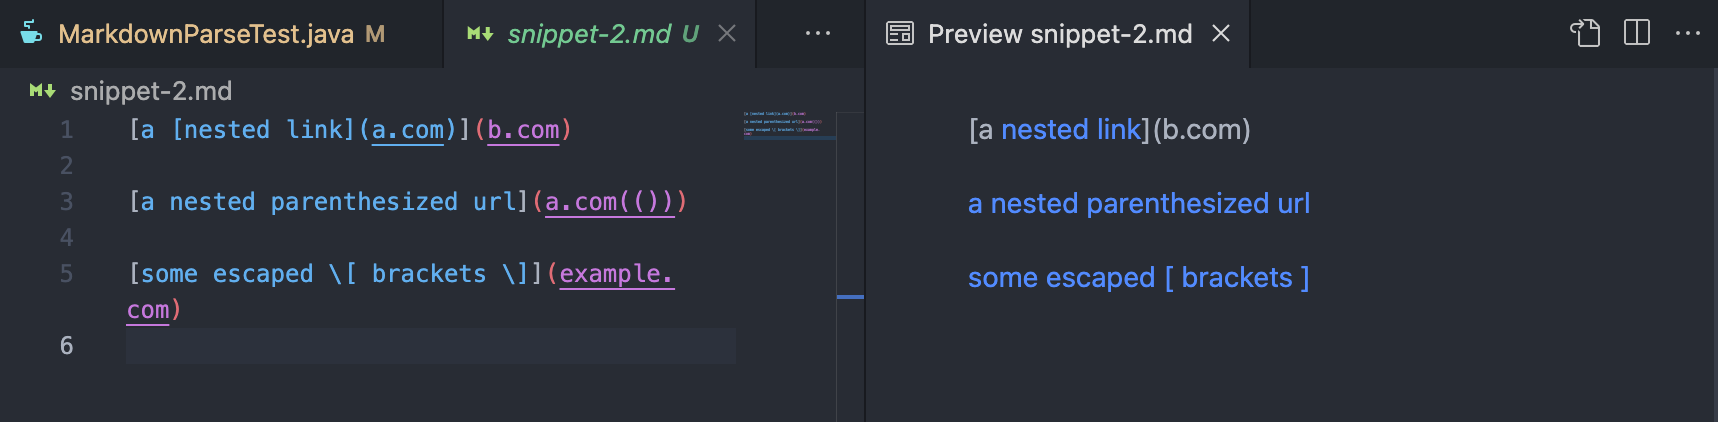 MarkdownParseTest.java M
snippet-2.md U
Preview snippet-2.md
snippet-2.md
1 [a [nested link](a.com)](b.com)
2
3 [a nested parenthesized url](a.com(()))
4
5 [some escaped \[ brackets \]](example.
com)
6
[a nested link](b.com)
a nested parenthesized url
some escaped [ brackets ]